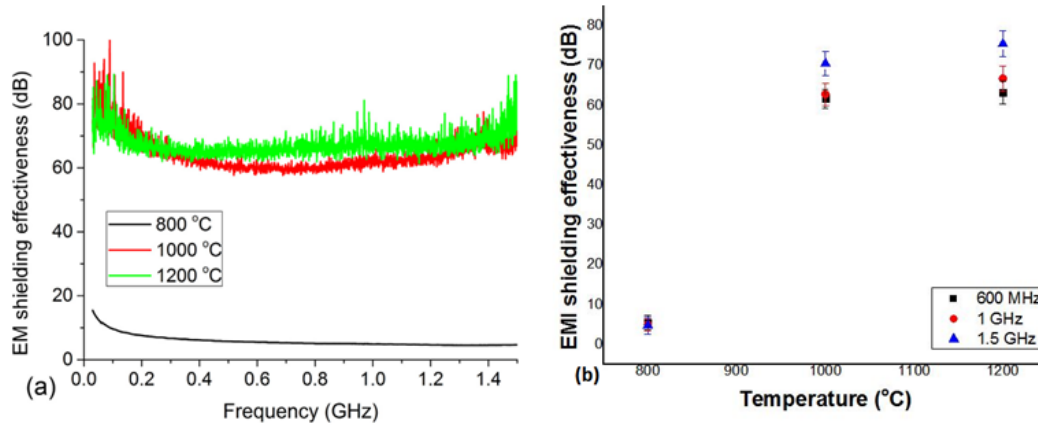 EM shielding effectiveness (dB)
100
80
60
40
20
0
800 °C
1000 °C
1200 °C
0.0 0.2 0.4 0.6 0.8 1.0 1.2 1.4
(a)
Frequency (GHz)
EMI shielding effectiveness (dB)
80
70
60
50
40
30
20
10
0
600 MHz
1 GHz
1.5 GHz
(b)
800 900 1000 1100 1200
Temperature (°C)